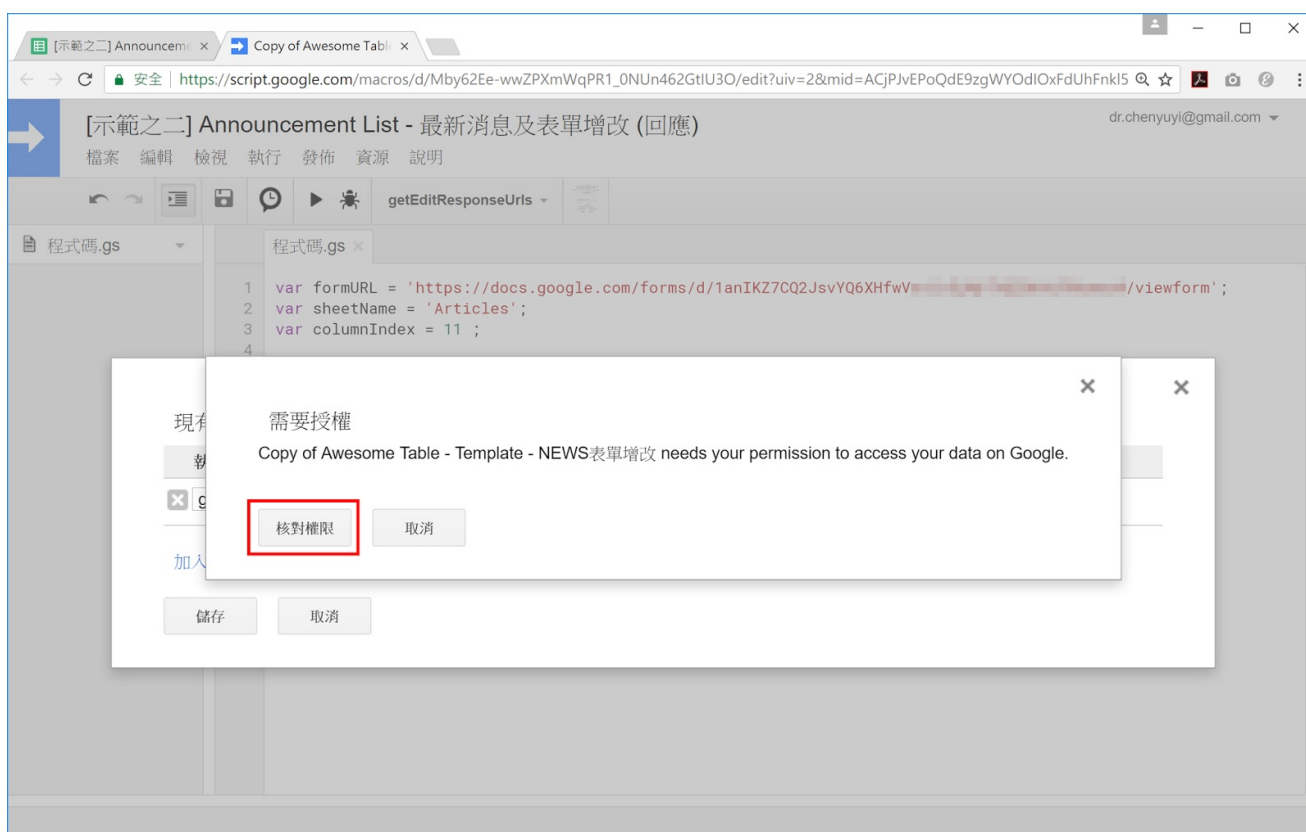 [示範之二] Announceme
Copy of Awesome Tabl
安全 | https://script.google.com/macros/d/Mby62Ee-wwZPXmWqPR1_0NUn462GtIU3O/edit?uiv=2&mid=ACjPJvEPoQdE9zgWYOdIOxFdUhFnkl5
[示範之二] Announcement List - 最新消息及表單增改 (回應)
dr.chenyuyi@gmail.com
檔案 編輯 檢視 執行 發佈 資源 說明
getEditResponseUrls
程式碼.gs
程式碼.gs
1 var formURL = 'https://docs.google.com/forms/d/1anIKZ7CQ2JsvYQ6XHfwV /viewform';
2 var sheetName = 'Articles';
3 var columnIndex = 11 ;
4
現有
需要授權
Copy of Awesome Table - Template - NEWS表單增改 needs your permission to access your data on Google.
執
g
核對權限 取消
加入
儲存 取消